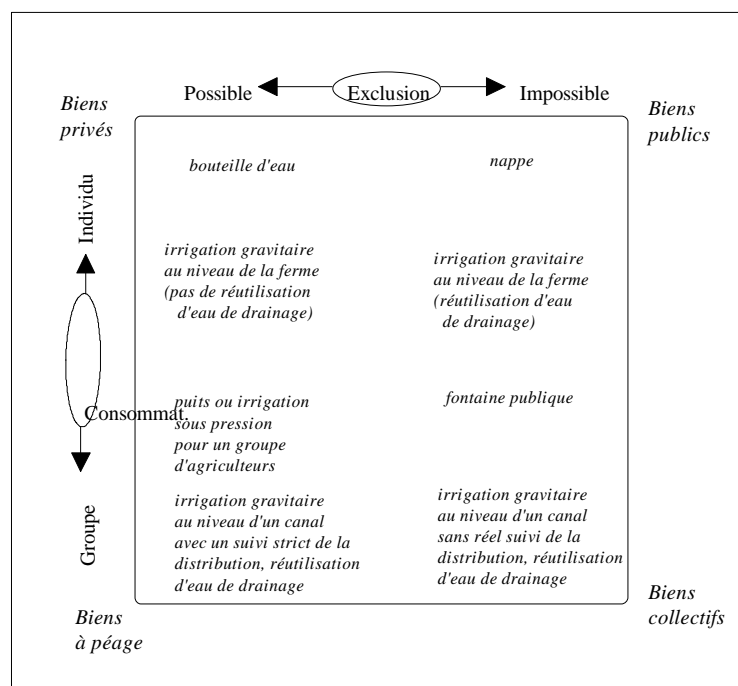 Possible
Exclusion
Impossible
Biens
privés
Biens
publics
bouteille d'eau
nappe
Individu
irrigation gravitaire
au niveau de la ferme
(pas de réutilisation
d'eau de drainage)
irrigation gravitaire
au niveau de la ferme
(réutilisation d'eau
de drainage)
Consommat.
puits ou irrigation
sous pression
pour un groupe
d'agriculteurs
fontaine publique
Groupe
irrigation gravitaire
au niveau d'un canal
avec un suivi strict de la
distribution, réutilisation
d'eau de drainage
irrigation gravitaire
au niveau d'un canal
sans réel suivi de la
distribution, réutilisation
d'eau de drainage
Biens
à péage
Biens
collectifs